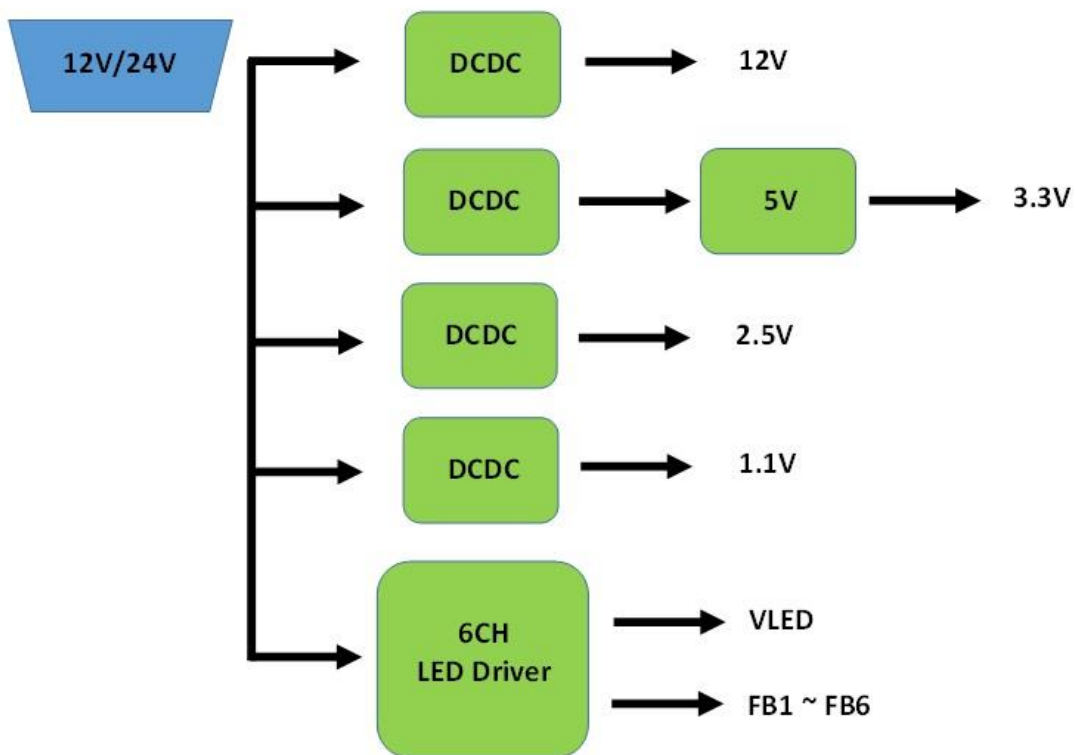 12V/24V
DCDC
12V
DCDC
5V
3.3V
DCDC
2.5V
DCDC
1.1V
6CH
LED Driver
VLED
FB1 ~ FB6